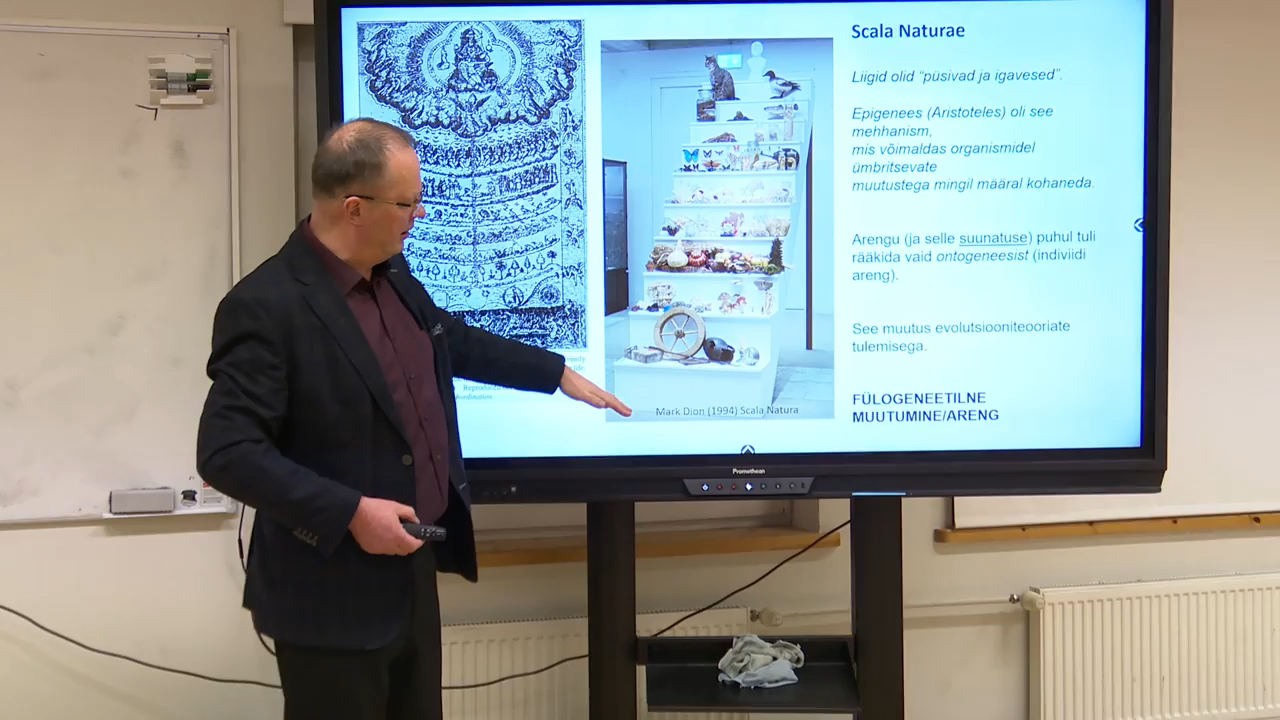 Scala Naturae
Liigid olid "püsivad ja igavesed".
Epigenees (Aristoteles) oli see
mehhanism,
mis võimaldas organismidel
ümbritsevate
muutustega mingil määral kohaneda.
Arengu (ja selle suunatuse) puhul tuli
rääkida vaid ontogeneesist (indiviidi
areng).
See muutus evolutsiooniteooriate
tulemisega.
FÜLOGENEETILNE
MUUTUMINE/ARENG
Mark Dion (1994) Scala Natura
Promethean